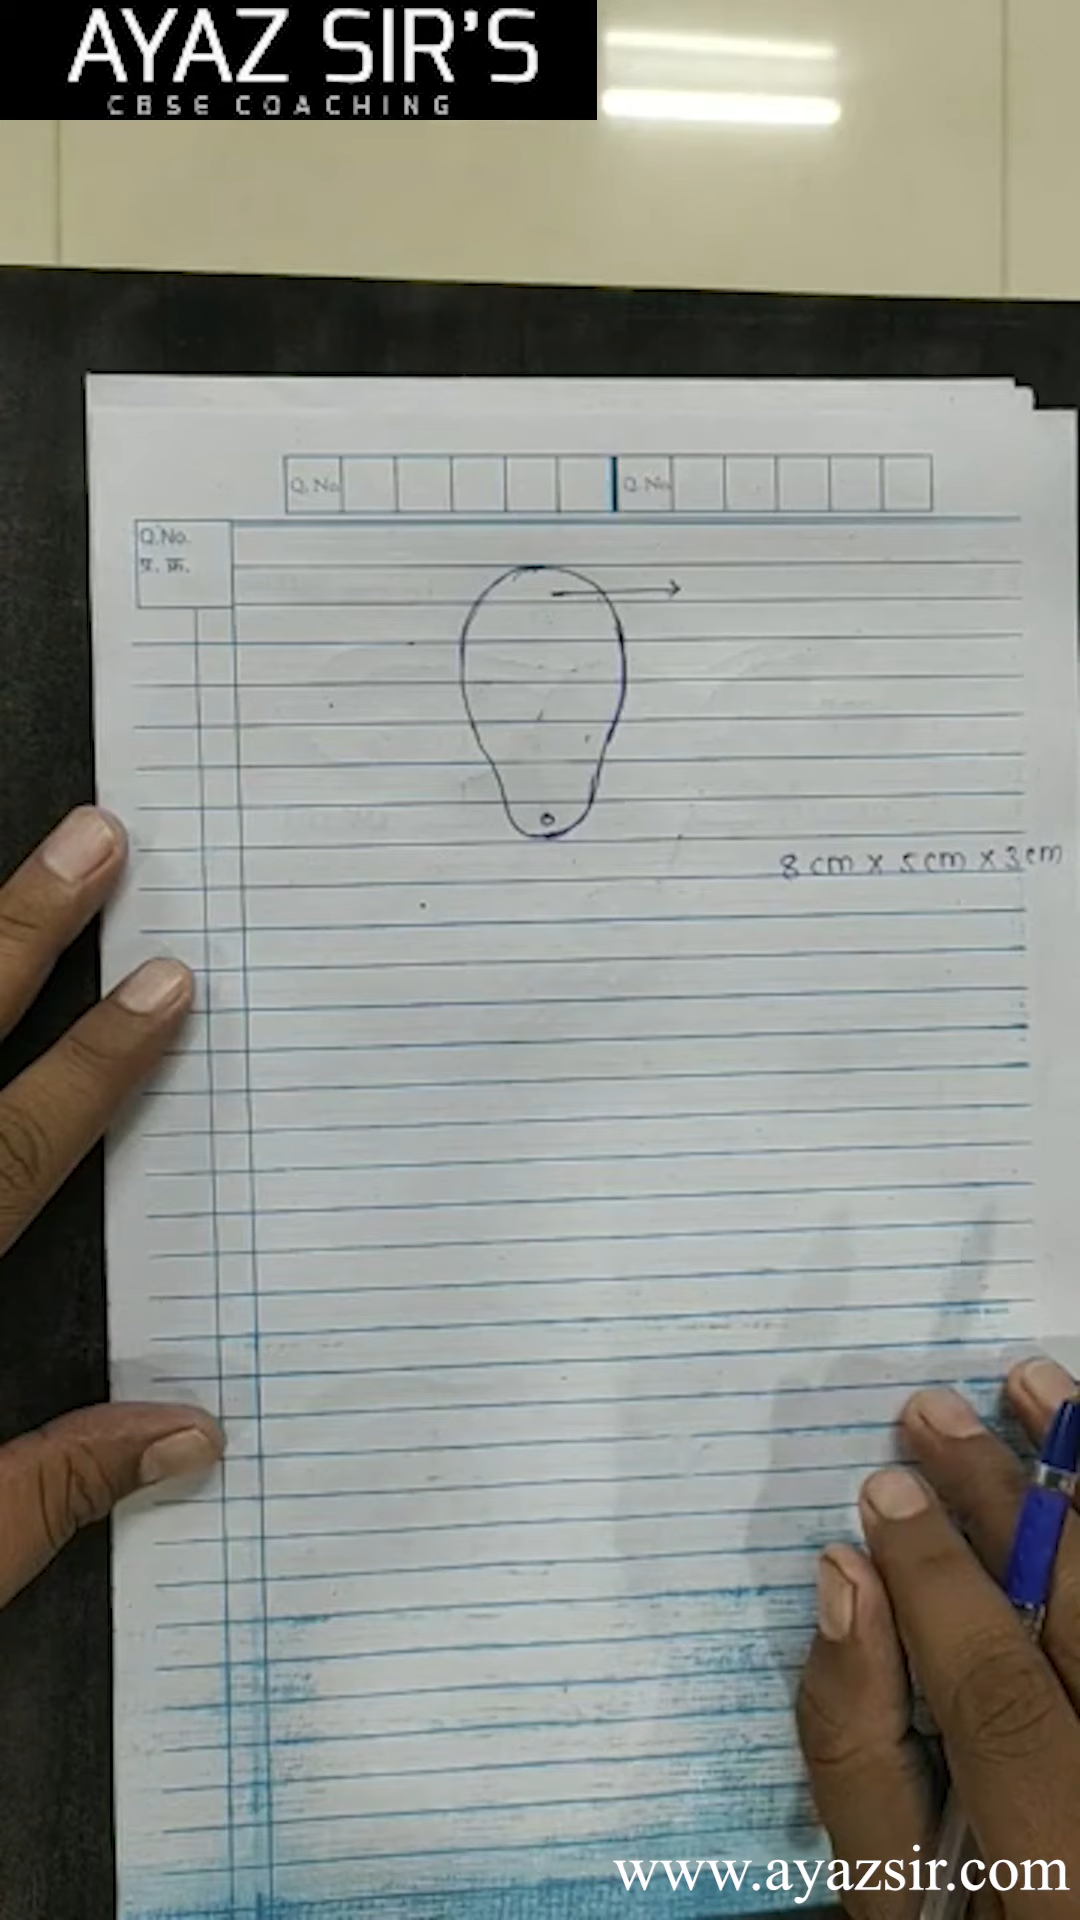 AYAZ SIR'S
CBSE COACHING
Q. No Q. No
Q.No.
प्र. क्र.
8 cm x 5 cm x 3 cm
www.ayazsir.com